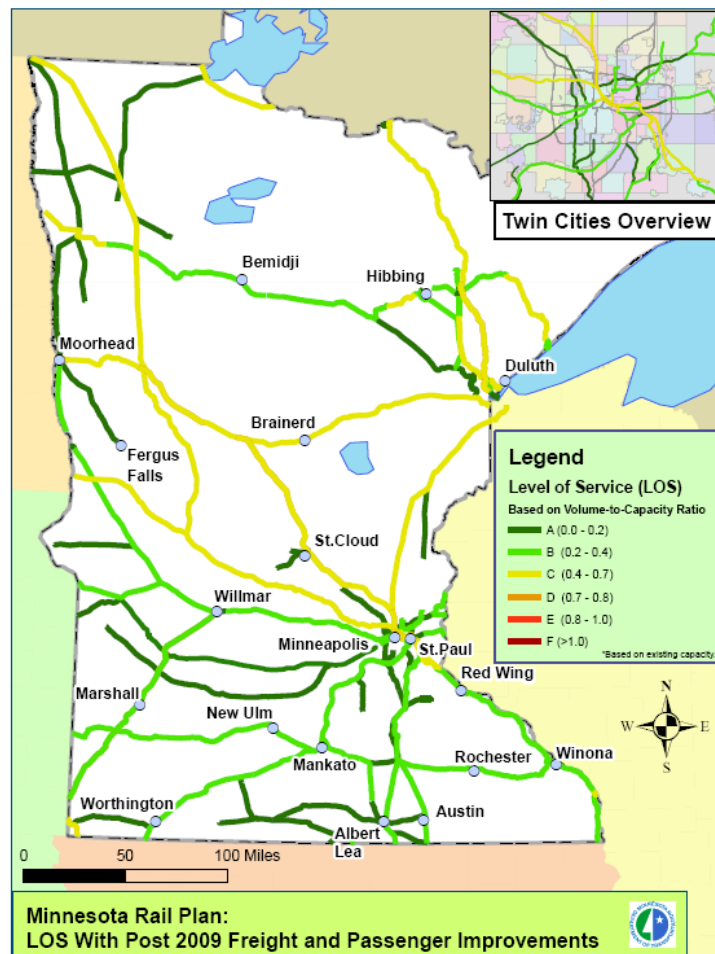 Twin Cities Overview
Bemidji
Hibbing
Moorhead
Duluth
Brainerd
Fergus
Falls
St.Cloud
Willmar
Minneapolis
St.Paul
Red Wing
Marshall
New Ulm
Mankato
Rochester
Winona
Worthington
Albert
Lea
Austin
Legend
Level of Service (LOS)
Based on Volume-to-Capacity Ratio
A (0.0 - 0.2)
B (0.2 - 0.4)
C (0.4 - 0.7)
D (0.7 - 0.8)
E (0.8 - 1.0)
F (>1.0)
*Based on existing capacity.
N
W E
S
0 50 100 Miles
Minnesota Rail Plan:
LOS With Post 2009 Freight and Passenger Improvements